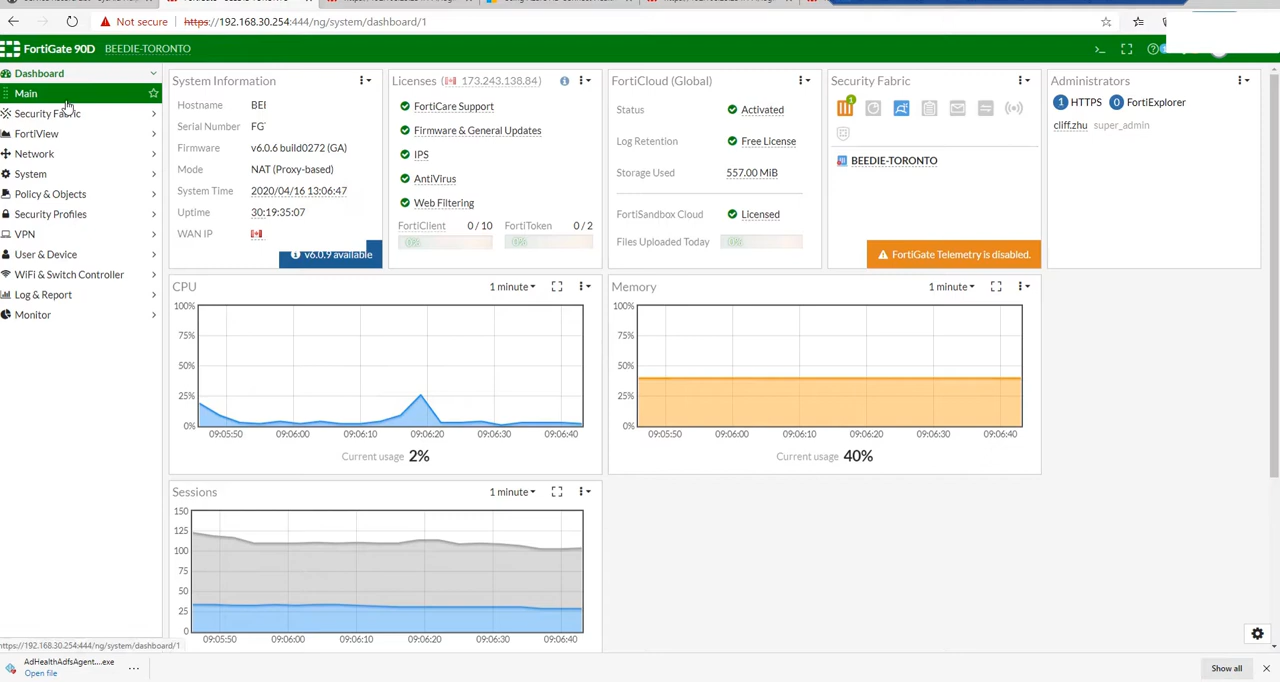 Not secure https://192.168.30.254:444/ng/system/dashboard/1
FortiGate 90D BEEDIE-TORONTO
Dashboard
Main
Security Fabric
FortiView
Network
System
Policy & Objects
Security Profiles
VPN
User & Device
WiFi & Switch Controller
Log & Report
Monitor
System Information
Hostname BEI
Serial Number FG
Firmware v6.0.6 build0272 (GA)
Mode NAT (Proxy-based)
System Time 2020/04/16 13:06:47
Uptime 30:19:35:07
WAN IP
v6.0.9 available
Licenses ( 173.243.138.84)
FortiCare Support
Firmware & General Updates
IPS
AntiVirus
Web Filtering
FortiClient 0 / 10 FortiToken 0 / 2
0% 0%
FortiCloud (Global)
Status Activated
Log Retention Free License
Storage Used 557.00 MiB
FortiSandbox Cloud Licensed
Files Uploaded Today 0%
Security Fabric
1
BEEDIE-TORONTO
FortiGate Telemetry is disabled.
Administrators
1 HTTPS 0 FortiExplorer
cliff.zhu super_admin
CPU 1 minute
100%
75%
50%
25%
0%
09:05:50 09:06:00 09:06:10 09:06:20 09:06:30 09:06:40
Current usage 2%
Memory 1 minute
100%
75%
50%
25%
0%
09:05:50 09:06:00 09:06:10 09:06:20 09:06:30 09:06:40
Current usage 40%
Sessions 1 minute
150
125
100
75
50
25
0
09:05:50 09:06:00 09:06:10 09:06:20 09:06:30 09:06:40
https://192.168.30.254:444/ng/system/dashboard/1
AdHealthAdfsAgent....exe
Open file
Show all